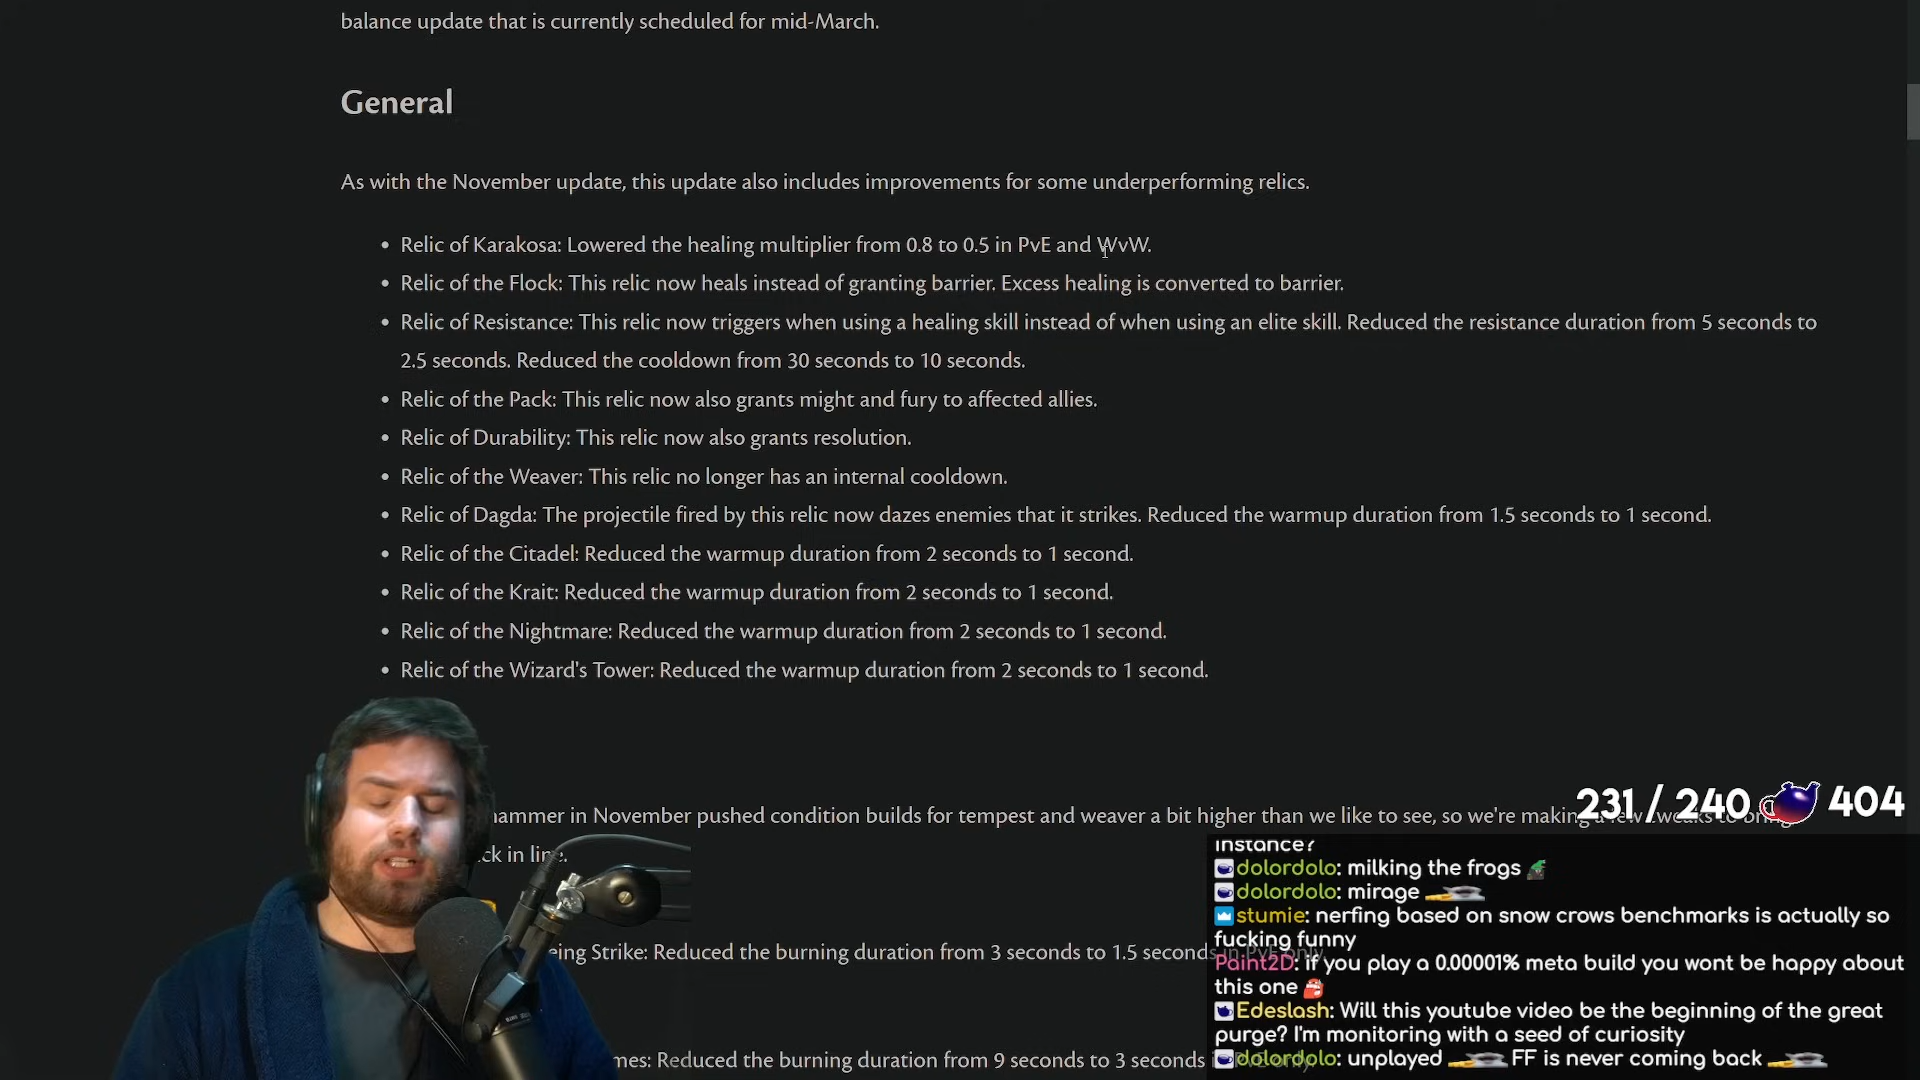 balance update that is currently scheduled for mid-March.
General
As with the November update, this update also includes improvements for some underperforming relics.
• Relic of Karakosa: Lowered the healing multiplier from 0.8 to 0.5 in PvE and WvW.
• Relic of the Flock: This relic now heals instead of granting barrier. Excess healing is converted to barrier.
• Relic of Resistance: This relic now triggers when using a healing skill instead of when using an elite skill. Reduced the resistance duration from 5 seconds to
2.5 seconds. Reduced the cooldown from 30 seconds to 10 seconds.
• Relic of the Pack: This relic now also grants might and fury to affected allies.
• Relic of Durability: This relic now also grants resolution.
• Relic of the Weaver: This relic no longer has an internal cooldown.
• Relic of Dagda: The projectile fired by this relic now dazes enemies that it strikes. Reduced the warmup duration from 1.5 seconds to 1 second.
• Relic of the Citadel: Reduced the warmup duration from 2 seconds to 1 second.
• Relic of the Krait: Reduced the warmup duration from 2 seconds to 1 second.
• Relic of the Nightmare: Reduced the warmup duration from 2 seconds to 1 second.
• Relic of the Wizard's Tower: Reduced the warmup duration from 2 seconds to 1 second.
hammer in November pushed condition builds for tempest and weaver a bit higher than we like to see, so we're making a few tweaks to bring
ck in line.
eing Strike: Reduced the burning duration from 3 seconds to 1.5 seconds in PvE only.
mes: Reduced the burning duration from 9 seconds to 3 seconds in PvE only.
231 / 240 404
instance?
dolordolo: milking the frogs
dolordolo: mirage
stumie: nerfing based on snow crows benchmarks is actually so
fucking funny
Paint2D: if you play a 0.00001% meta build you wont be happy about
this one
Edeslash: Will this youtube video be the beginning of the great
purge? I'm monitoring with a seed of curiosity
dolordolo: unplayed FF is never coming back